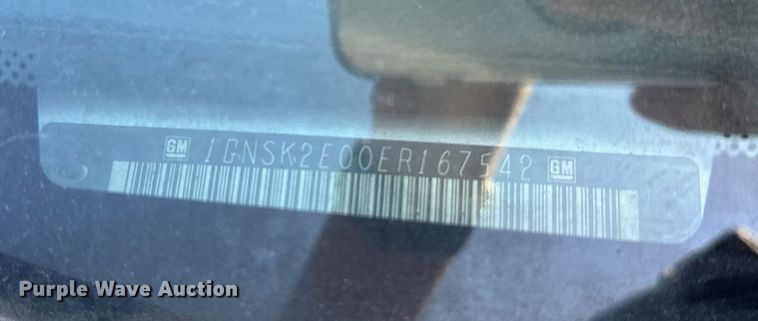 GM 1GNSK2E00ER167542 GM
Purple Wave Auction